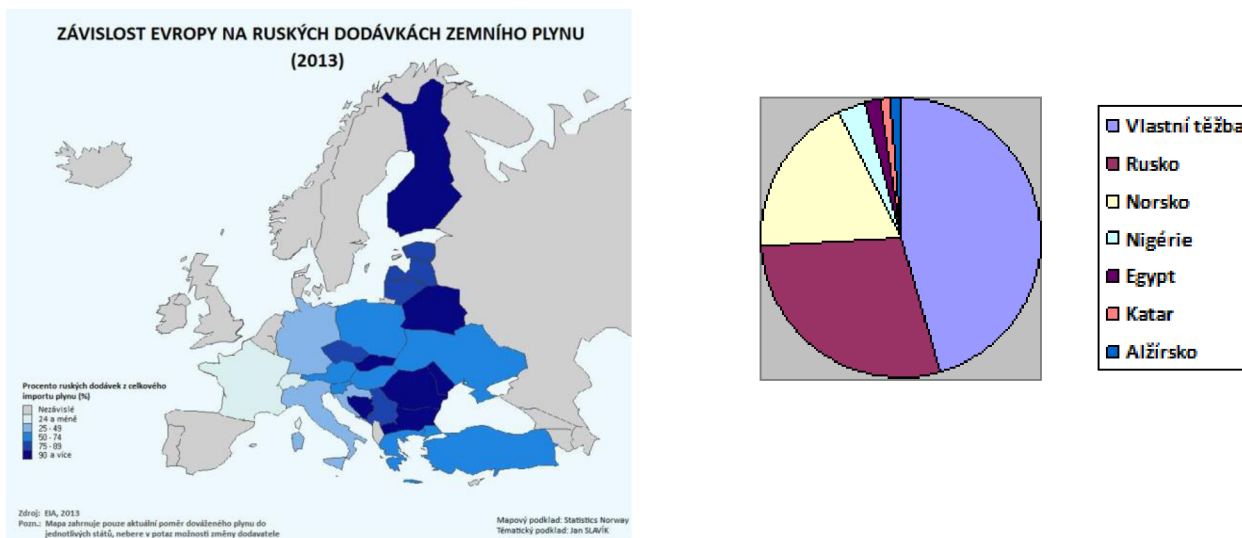 ZÁVISLOST EVROPY NA RUSKÝCH DODÁVKÁCH ZEMNÍHO PLYNU
(2013)
Procento ruských dodávek z celkového
importu plynu (%)
Nezávislé
24 a méně
25 - 49
50 - 74
75 - 89
90 a více
Zdroj: EIA, 2013
Pozn.: Mapa zahrnuje pouze aktuální poměr dováženého plynu do
jednotlivých států, nebere v potaz možnosti změny dodavatele
Mapový podklad: Statistics Norway
Tématický podklad: Jan SLAVÍK
Vlastní těžba
Rusko
Norsko
Nigérie
Egypt
Katar
Alžírsko